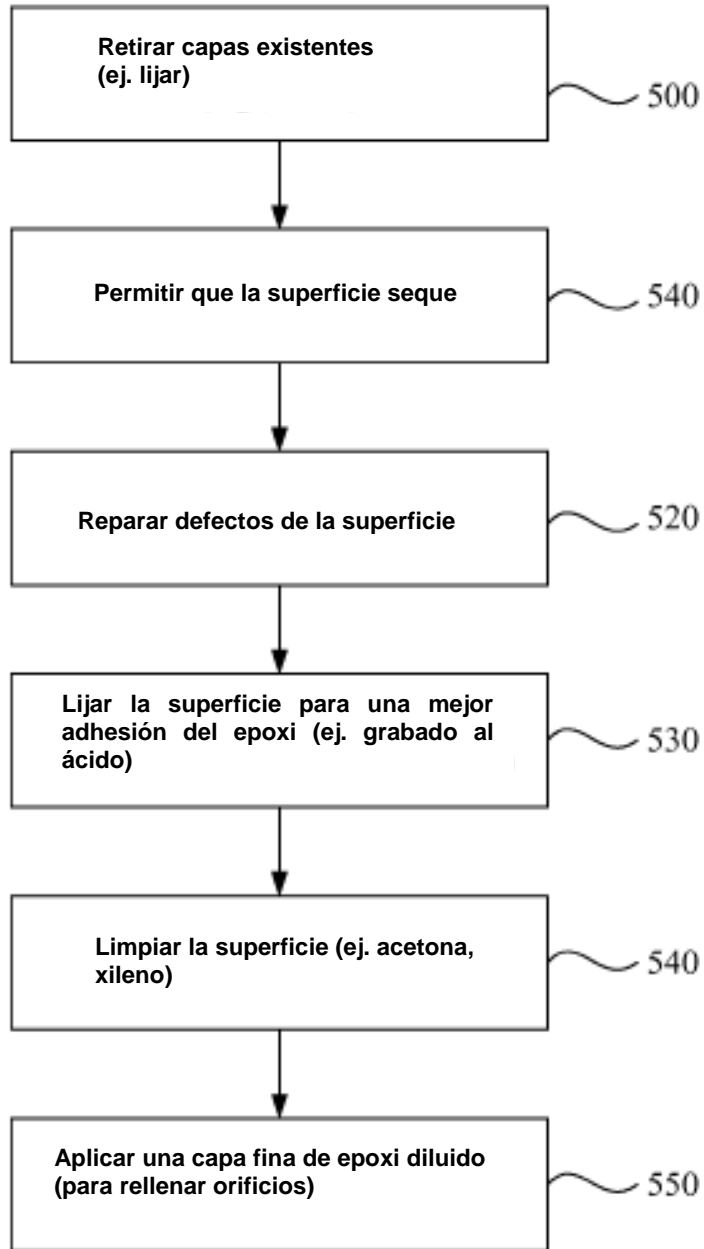 Retirar capas existentes
(ej. lijar)
500
Permitir que la superficie seque
540
Reparar defectos de la superficie
520
Lijar la superficie para una mejor
adhesión del epoxi (ej. grabado al
ácido)
530
Limpiar la superficie (ej. acetona,
xileno)
540
Aplicar una capa fina de epoxi diluido
(para rellenar orificios)
550